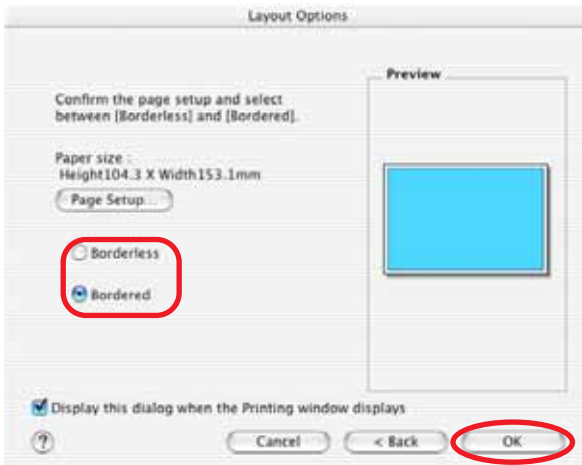 Layout Options
Preview
Confirm the page setup and select
between [Borderless] and [Bordered].
Paper size :
Height104.3 X Width153.1mm
Page Setup...
Borderless
Bordered
Display this dialog when the Printing window displays
?
Cancel
< Back
OK